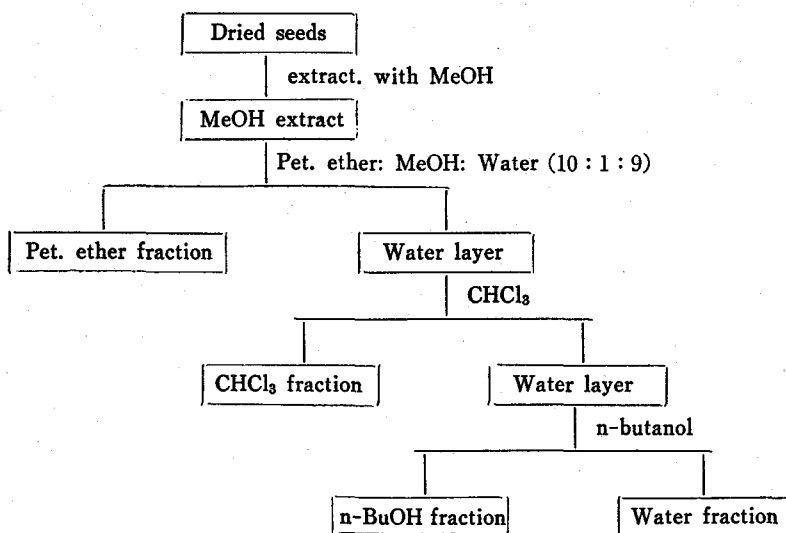 Dried seeds
extract. with MeOH
MeOH extract
Pet. ether: MeOH: Water (10 : 1 : 9)
Pet. ether fraction
Water layer
CHCl₃
CHCl₃ fraction
Water layer
n-butanol
n-BuOH fraction
Water fraction